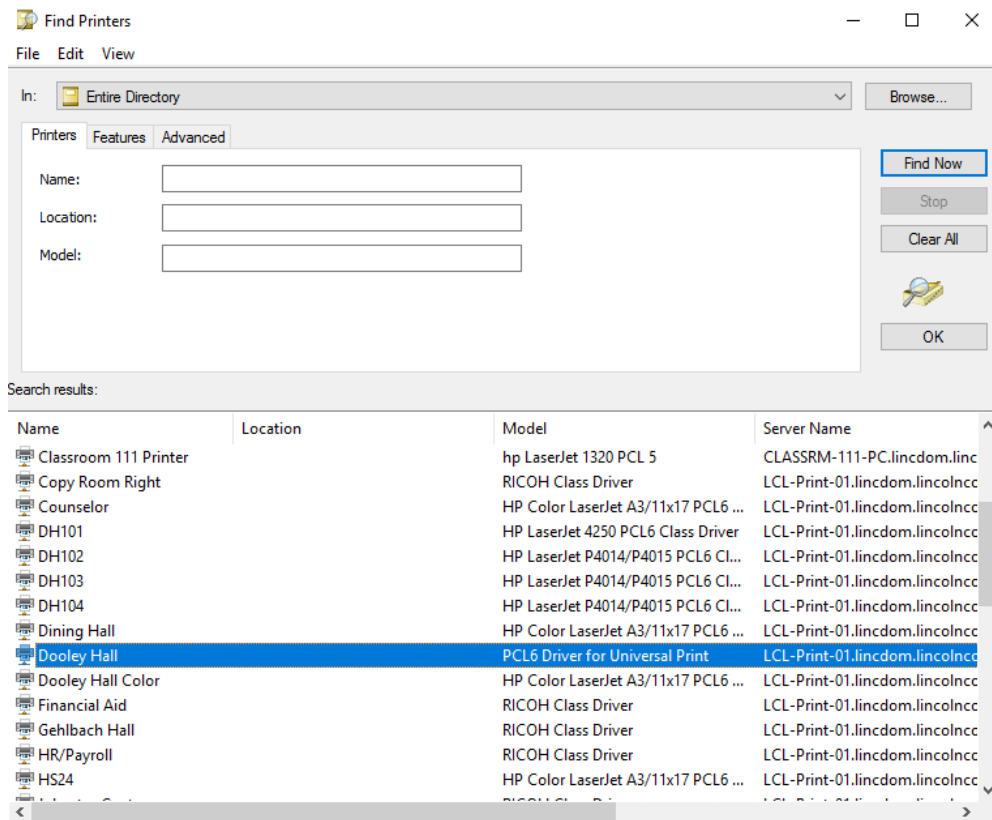 Find Printers
File Edit View
In: Entire Directory Browse...
Printers Features Advanced
Find Now
Name:
Stop
Location:
Clear All
Model:
OK
Search results:
Name Location Model Server Name
Classroom 111 Printer hp LaserJet 1320 PCL 5 CLASSRM-111-PC.lincdom.linc
Copy Room Right RICOH Class Driver LCL-Print-01.lincdom.lincolncc
Counselor HP Color LaserJet A3/11x17 PCL6 ... LCL-Print-01.lincdom.lincolncc
DH101 HP LaserJet 4250 PCL6 Class Driver LCL-Print-01.lincdom.lincolncc
DH102 HP LaserJet P4014/P4015 PCL6 Cl... LCL-Print-01.lincdom.lincolncc
DH103 HP LaserJet P4014/P4015 PCL6 Cl... LCL-Print-01.lincdom.lincolncc
DH104 HP LaserJet P4014/P4015 PCL6 Cl... LCL-Print-01.lincdom.lincolncc
Dining Hall HP Color LaserJet A3/11x17 PCL6 ... LCL-Print-01.lincdom.lincolncc
Dooley Hall PCL6 Driver for Universal Print LCL-Print-01.lincdom.lincolncc
Dooley Hall Color HP Color LaserJet A3/11x17 PCL6 ... LCL-Print-01.lincdom.lincolncc
Financial Aid RICOH Class Driver LCL-Print-01.lincdom.lincolncc
Gehlbach Hall RICOH Class Driver LCL-Print-01.lincdom.lincolncc
HR/Payroll RICOH Class Driver LCL-Print-01.lincdom.lincolncc
HS24 HP Color LaserJet A3/11x17 PCL6 ... LCL-Print-01.lincdom.lincolncc